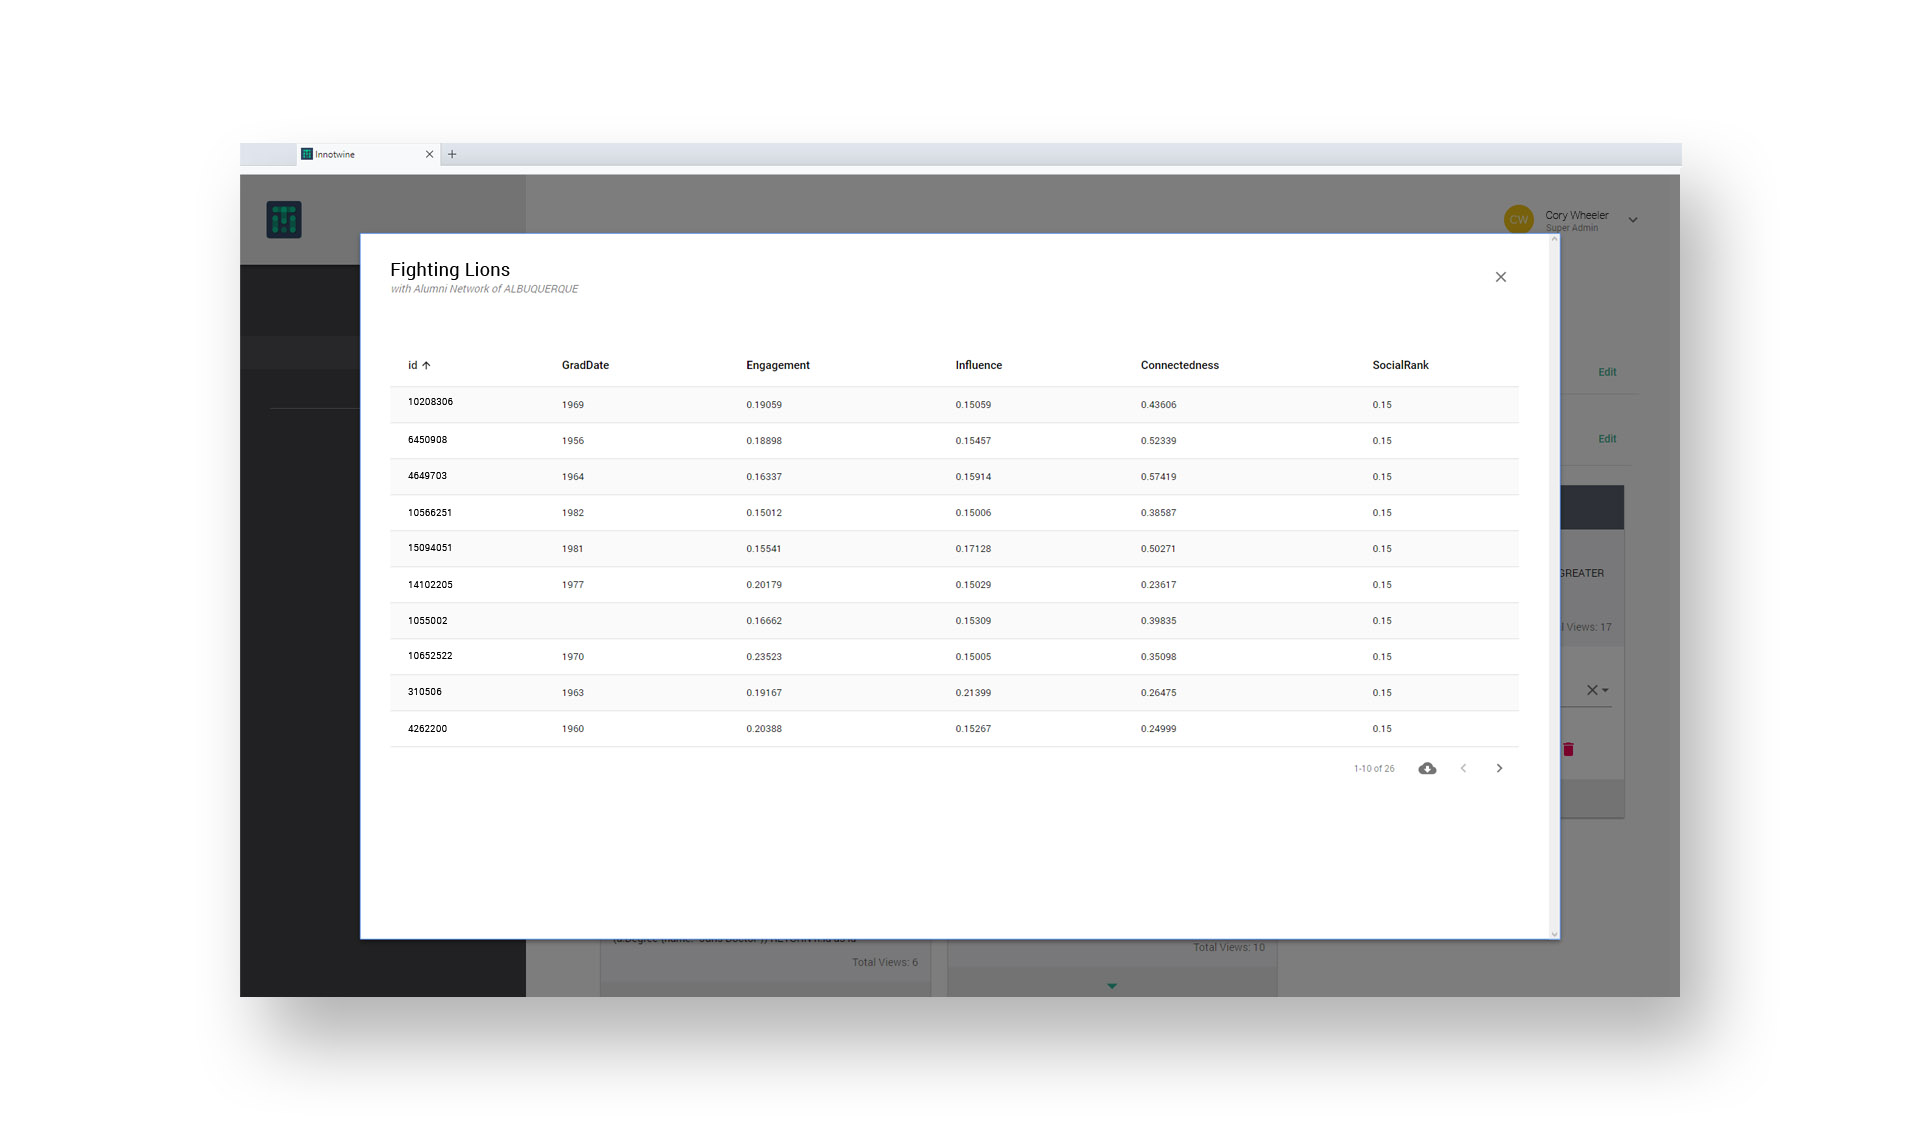 Innotwine
CW Cory Wheeler
Super Admin
Fighting Lions
with Alumni Network of ALBUQUERQUE
id GradDate Engagement Influence Connectedness SocialRank
10208306 1969 0.19059 0.15059 0.43606 0.15
6450908 1956 0.18898 0.15457 0.52339 0.15
4649703 1964 0.16337 0.15914 0.57419 0.15
10566251 1982 0.15012 0.15006 0.38587 0.15
15094051 1981 0.15541 0.17128 0.50271 0.15
14102205 1977 0.20179 0.15029 0.23617 0.15
1055002 0.16662 0.15309 0.39835 0.15
10652522 1970 0.23523 0.15005 0.35098 0.15
310506 1963 0.19167 0.21399 0.26475 0.15
4262200 1960 0.20388 0.15267 0.24999 0.15
1-10 of 26
Edit
Edit
GREATER
l Views: 17
Total Views: 6
Total Views: 10